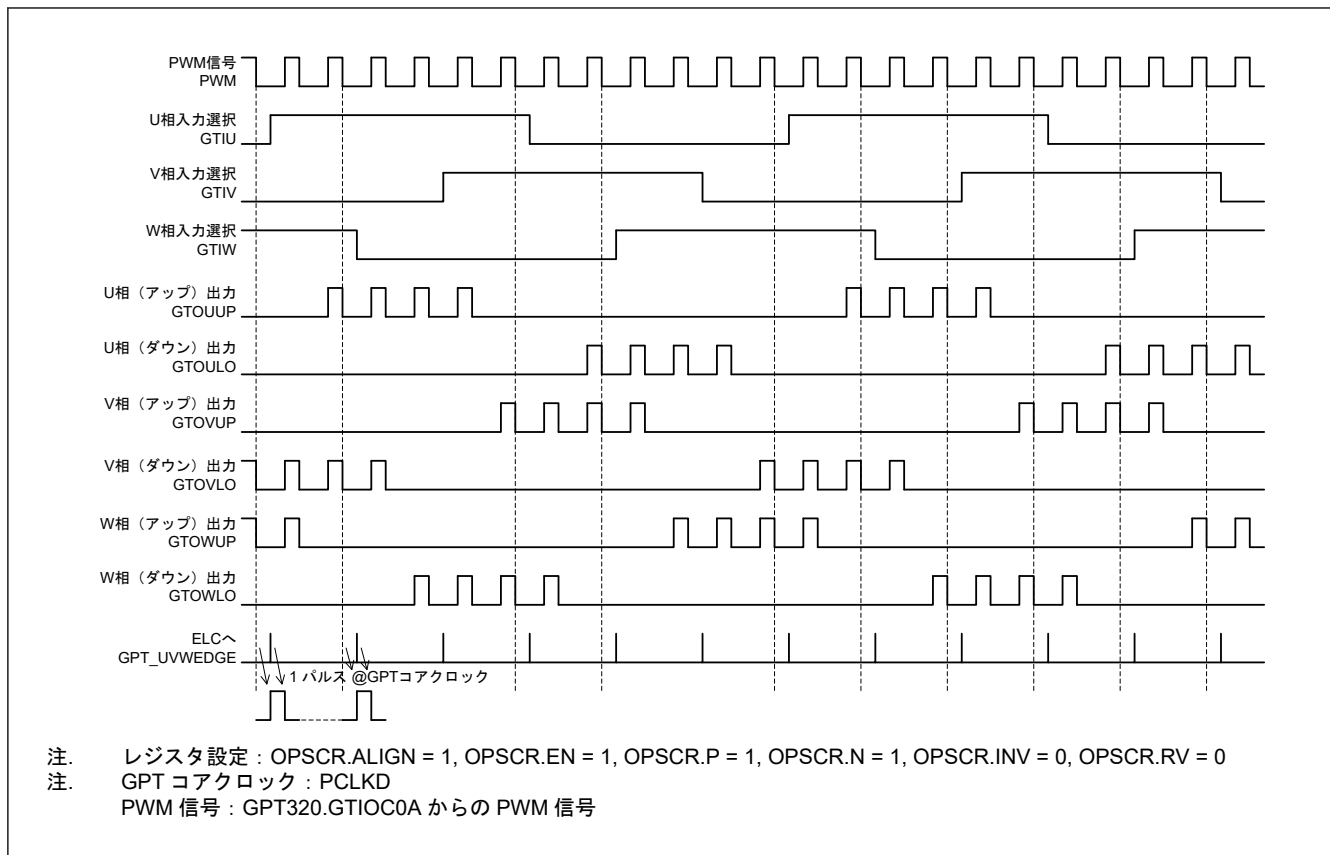 PWM信号
PWM
U相入力選択
GTIU
V相入力選択
GTIV
W相入力選択
GTIW
U相（アップ）出力
GTOUUP
U相（ダウン）出力
GTOULO
V相（アップ）出力
GTOVUP
V相（ダウン）出力
GTOVLO
W相（アップ）出力
GTOWUP
W相（ダウン）出力
GTOWLO
ELCへ
GPT_UVWEDGE
1 パルス @GPTコアクロック
注. レジスタ設定：OPSCR.ALIGN = 1, OPSCR.EN = 1, OPSCR.P = 1, OPSCR.N = 1, OPSCR.INV = 0, OPSCR.RV = 0
注. GPT コアクロック：PCLKD
PWM 信号：GPT320.GTIOC0A からの PWM 信号